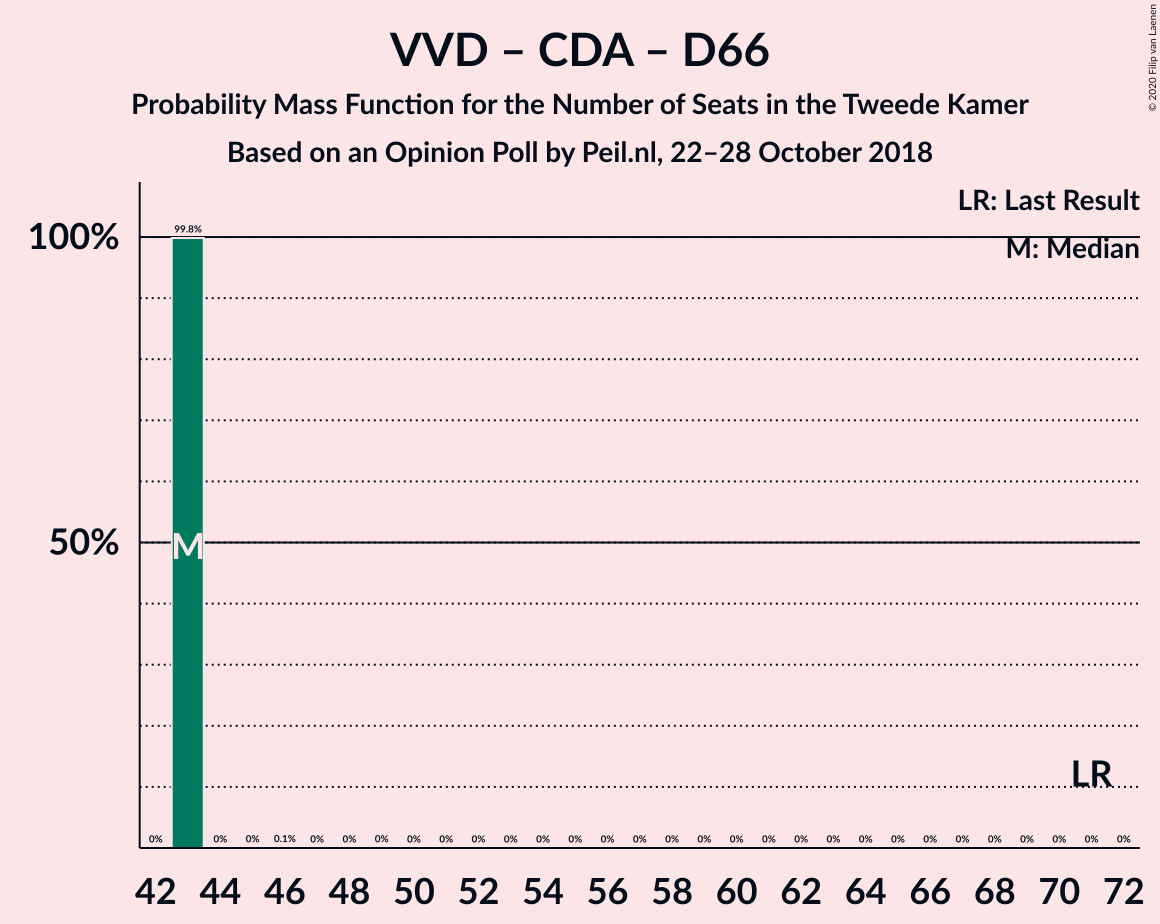 VVD – CDA – D66
Probability Mass Function for the Number of Seats in the Tweede Kamer
Based on an Opinion Poll by Peil.nl, 22–28 October 2018
© 2020 Filip van Laenen
LR: Last Result
M: Median
100%
50%
99.8%
M
LR
0% 0% 0% 0.1% 0% 0% 0% 0% 0% 0% 0% 0% 0% 0% 0% 0% 0% 0% 0% 0% 0% 0% 0% 0% 0% 0% 0% 0% 0% 0%
42 44 46 48 50 52 54 56 58 60 62 64 66 68 70 72